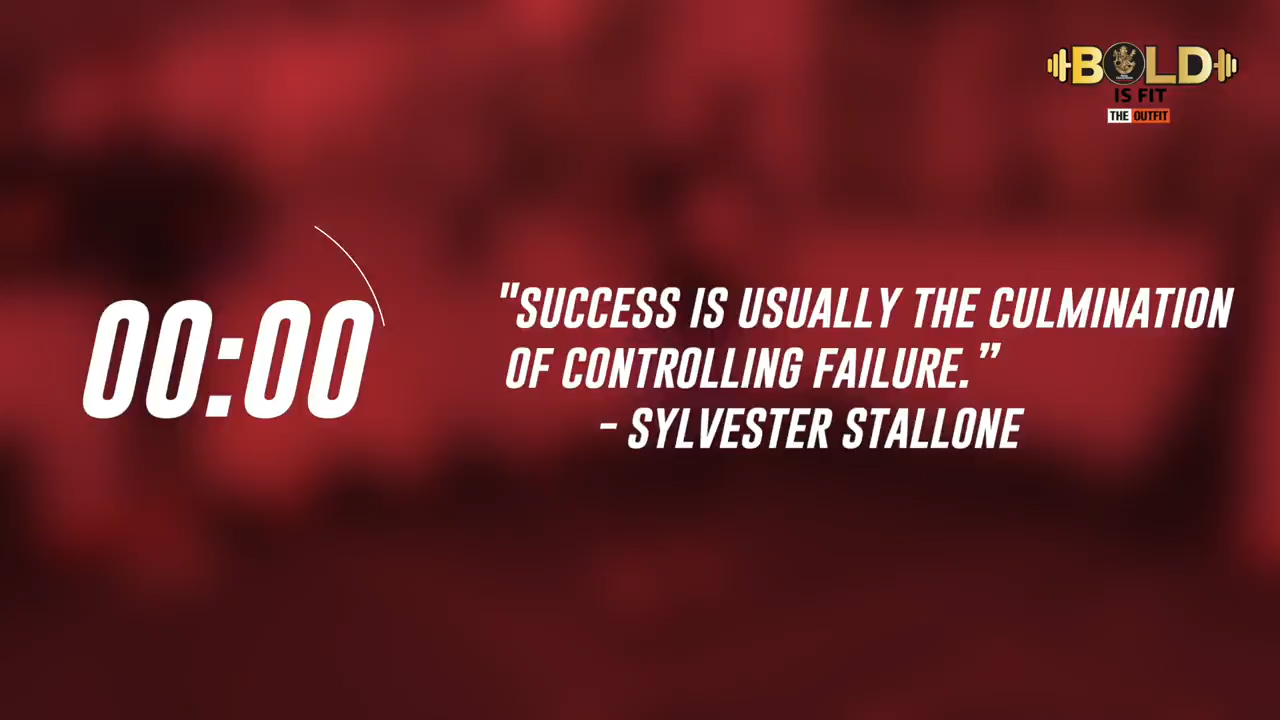 BOLD
IS FIT
THE OUTFIT
00:00
"SUCCESS IS USUALLY THE CULMINATION
OF CONTROLLING FAILURE.”
- SYLVESTER STALLONE